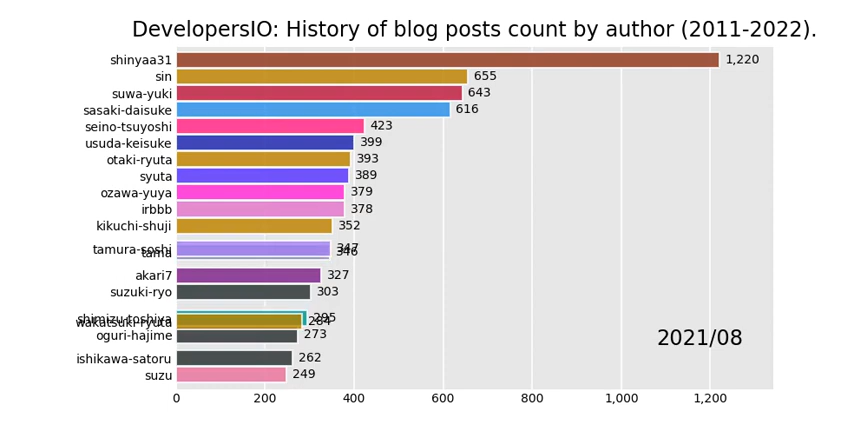 DevelopersIO: History of blog posts count by author (2011-2022).
shinyaa31 1,220
sin 655
suwa-yuki 643
sasaki-daisuke 616
seino-tsuyoshi 423
usuda-keisuke 399
otaki-ryuta 393
syuta 389
ozawa-yuya 379
irbbb 378
kikuchi-shuji 352
tamura-soshi 347
tama 346
akari7 327
suzuki-ryo 303
shimizu-toshiya 295
wakatsuki-ryuta 284
oguri-hajime 273
2021/08
ishikawa-satoru 262
suzu 249
0 200 400 600 800 1,000 1,200